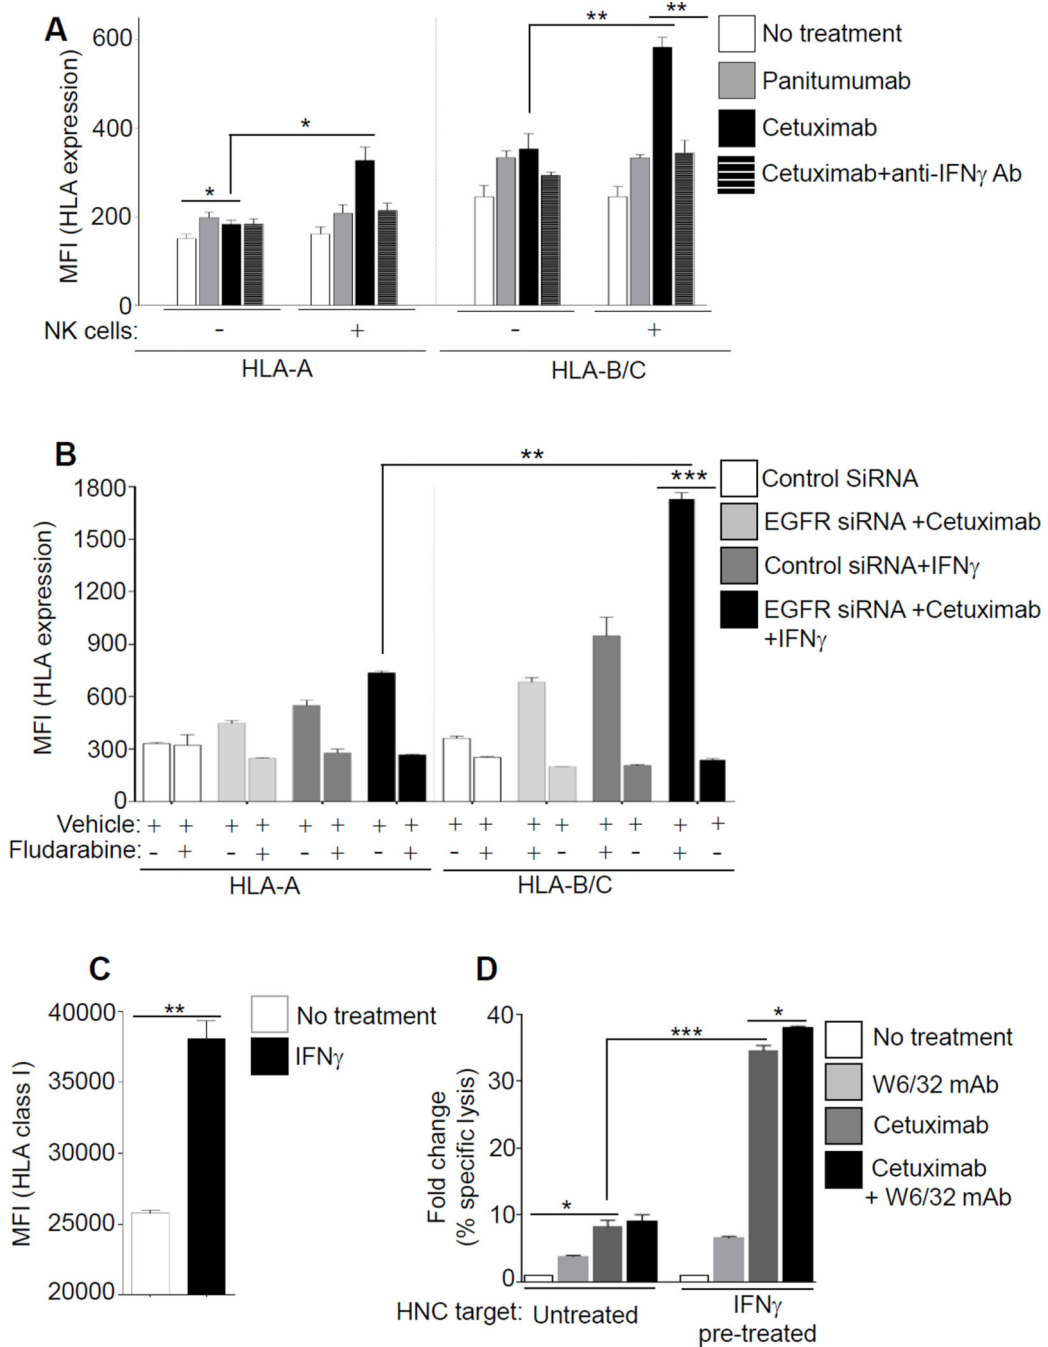 A
MFI (HLA expression)
600
400
200
0
*
*
**
**
No treatment
Panitumumab
Cetuximab
Cetuximab+anti-IFNγ Ab
NK cells: - + - +
HLA-A HLA-B/C
B
MFI (HLA expression)
1800
1500
1200
900
600
300
0
**
***
Control SiRNA
EGFR siRNA +Cetuximab
Control siRNA+IFNγ
EGFR siRNA +Cetuximab
+IFNγ
Vehicle: + + + + + + + + + + + + + + + +
Fludarabine: - + - + - + - + - + + - + - + -
HLA-A HLA-B/C
C
MFI (HLA class I)
40000
35000
30000
25000
20000
**
No treatment
IFNγ
D
Fold change
(% specific lysis)
40
30
20
10
0
*
***
*
No treatment
W6/32 mAb
Cetuximab
Cetuximab
+ W6/32 mAb
HNC target: Untreated IFNγ
pre-treated